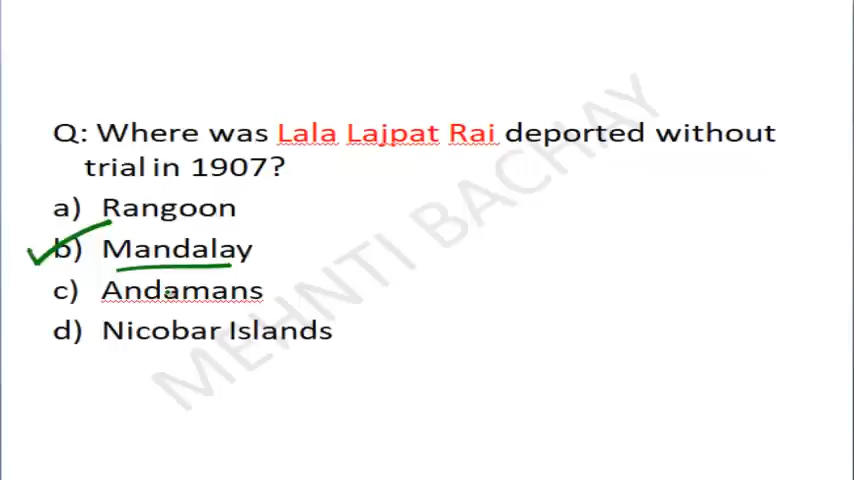 Q: Where was Lala Lajpat Rai deported without
trial in 1907?
a) Rangoon
b) Mandalay
c) Andamans
d) Nicobar Islands
MEHNTI BACHAY